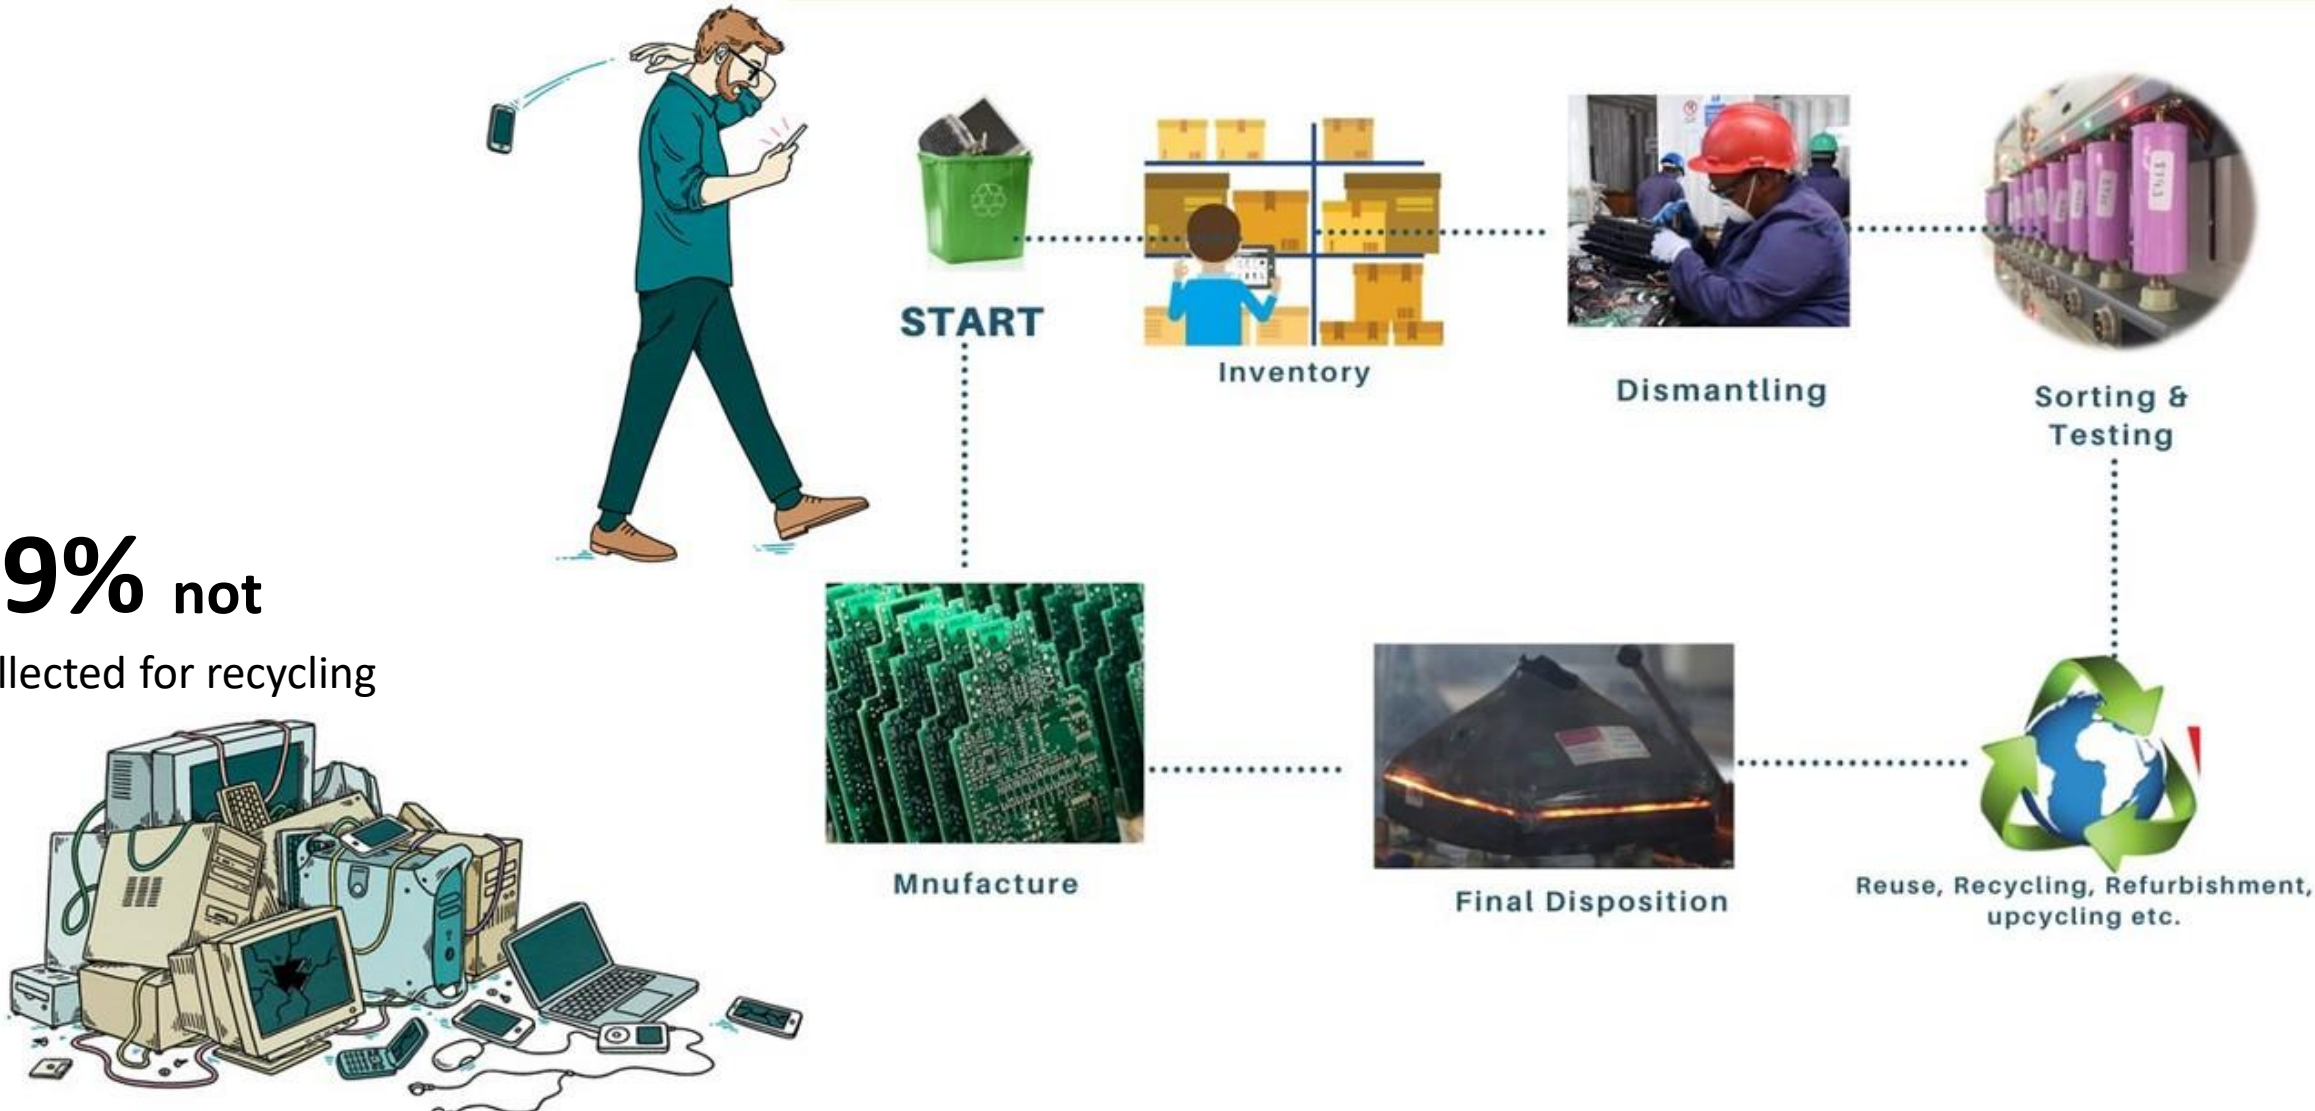 START
Inventory
Dismantling
Sorting &
Testing
9% not
llected for recycling
Mnufacture
Final Disposition
Reuse, Recycling, Refurbishment,
upcycling etc.